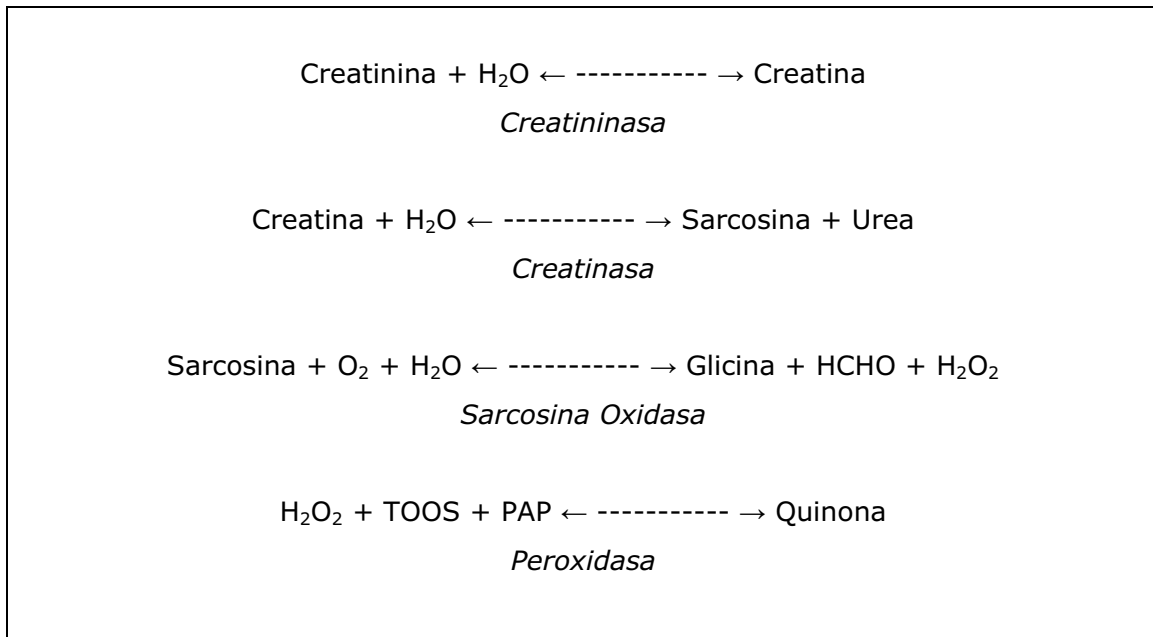 Creatinina + H₂O ← ----------- → Creatina
Creatininasa
Creatina + H₂O ← ----------- → Sarcosina + Urea
Creatinasa
Sarcosina + O₂ + H₂O ← ----------- → Glicina + HCHO + H₂O₂
Sarcosina Oxidasa
H₂O₂ + TOOS + PAP ← ----------- → Quinona
Peroxidasa